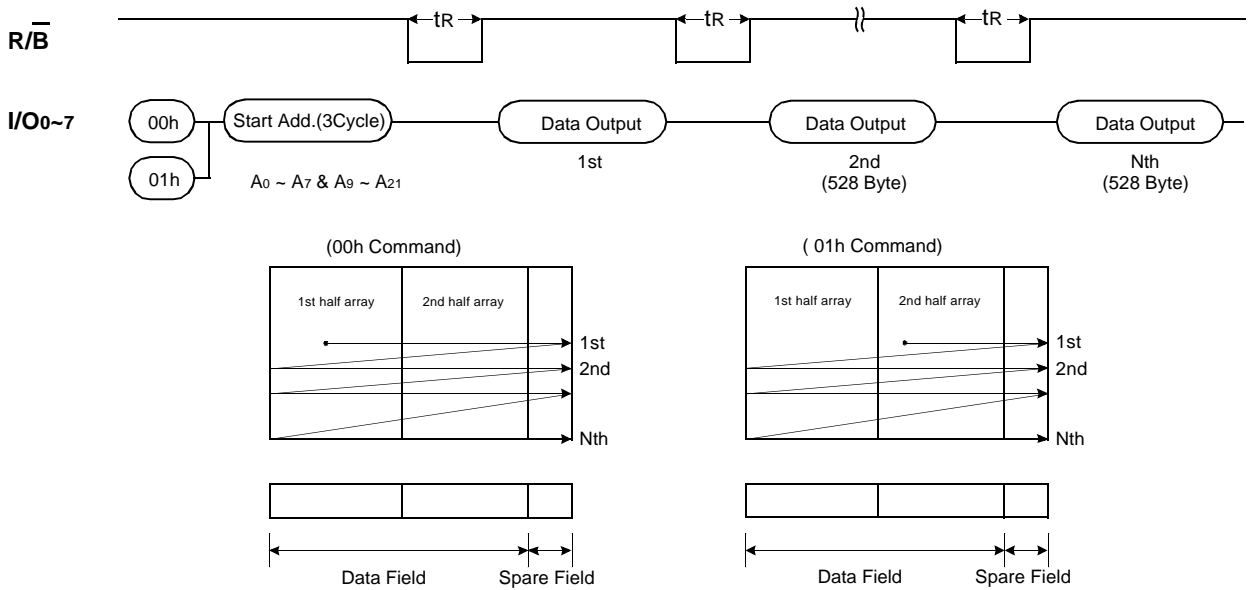 R/B tR tR tR
I/O0~7 00h Start Add.(3Cycle) Data Output Data Output Data Output
01h A0 ~ A7 & A9 ~ A21 1st 2nd Nth
(528 Byte) (528 Byte)
(00h Command) ( 01h Command)
1st half array 2nd half array 1st half array 2nd half array
1st 1st
2nd 2nd
Nth Nth
Data Field Spare Field Data Field Spare Field